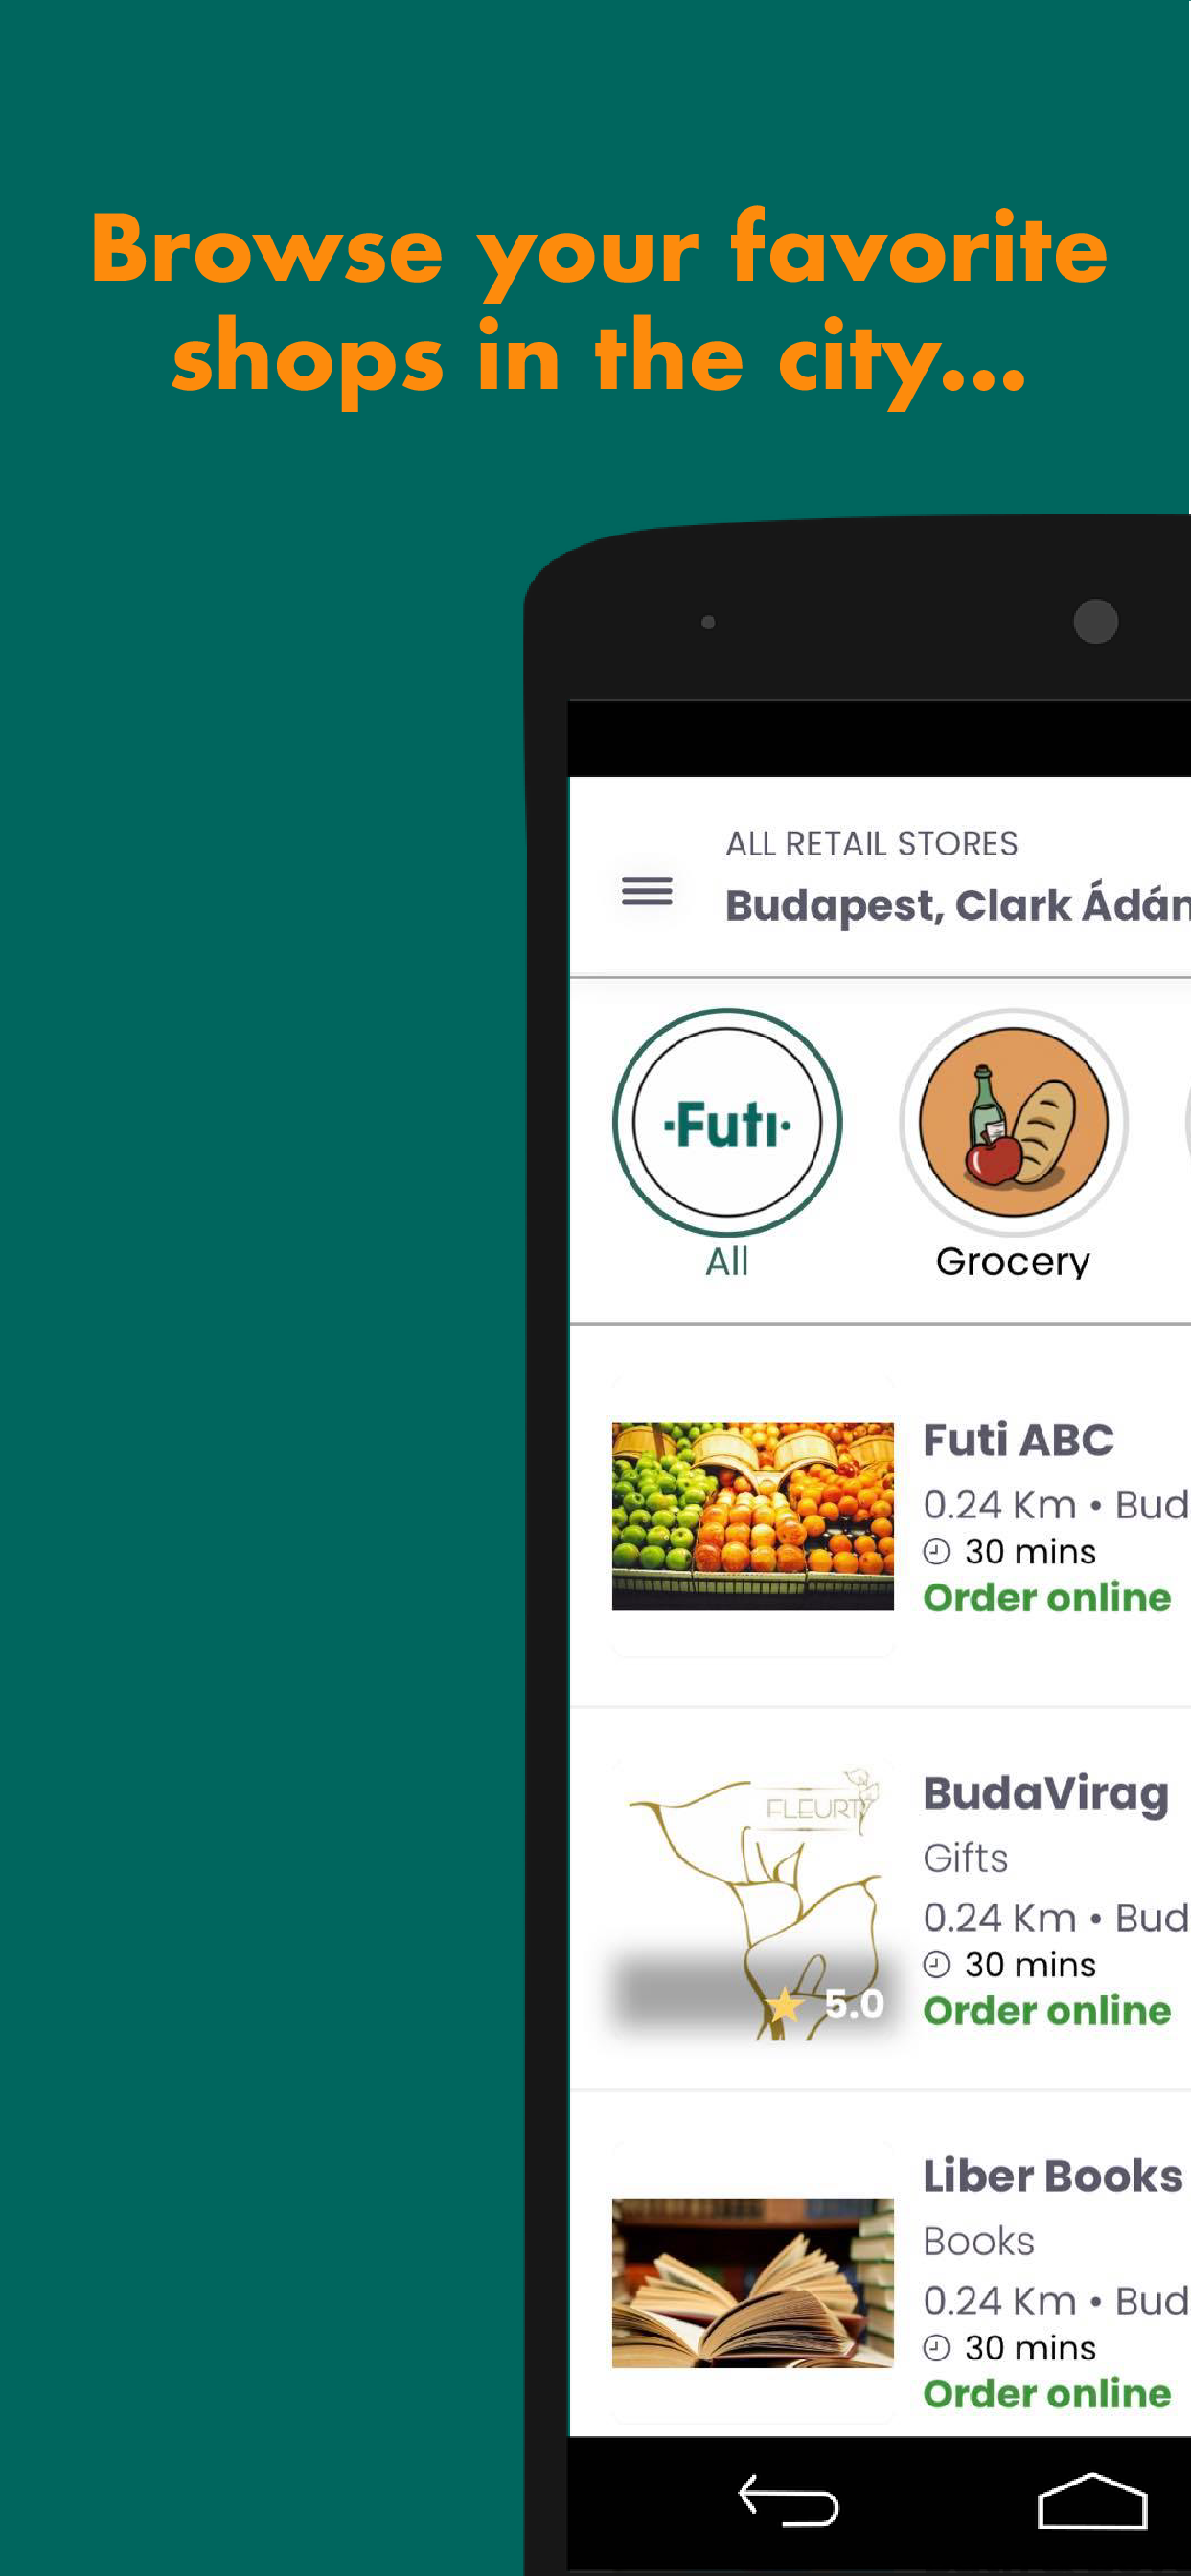 Browse your favorite
shops in the city...
ALL RETAIL STORES
Budapest, Clark Ádán
·Futı·
All
Grocery
Futi ABC
0.24 Km • Bud
30 mins
Order online
FLEURT
5.0
BudaVirag
Gifts
0.24 Km • Bud
30 mins
Order online
Liber Books
Books
0.24 Km • Bud
30 mins
Order online